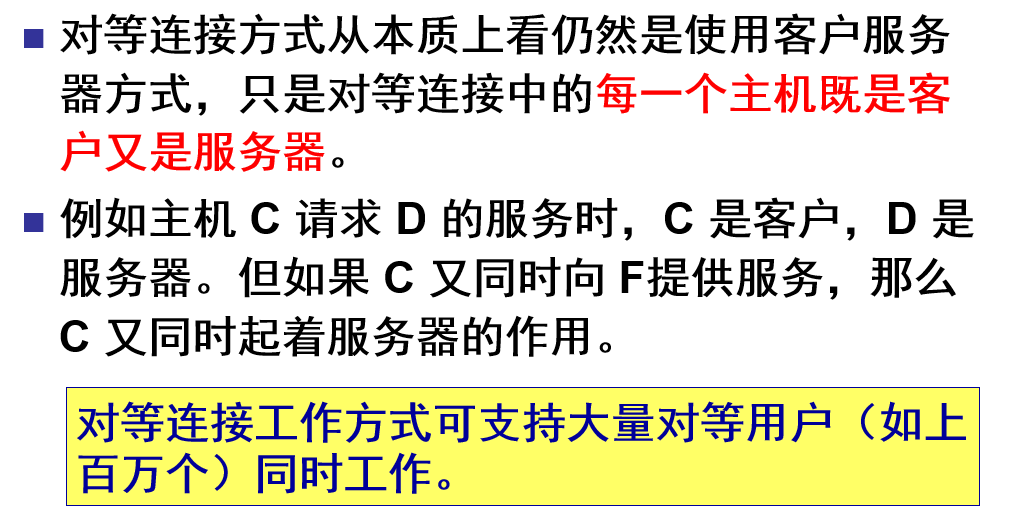 对等连接方式从本质上看仍然是使用客户服务
器方式，只是对等连接中的每一个主机既是客
户又是服务器。
例如主机 C 请求 D 的服务时，C 是客户，D 是
服务器。但如果 C 又同时向 F提供服务，那么
C 又同时起着服务器的作用。
对等连接工作方式可支持大量对等用户（如上
百万个）同时工作。